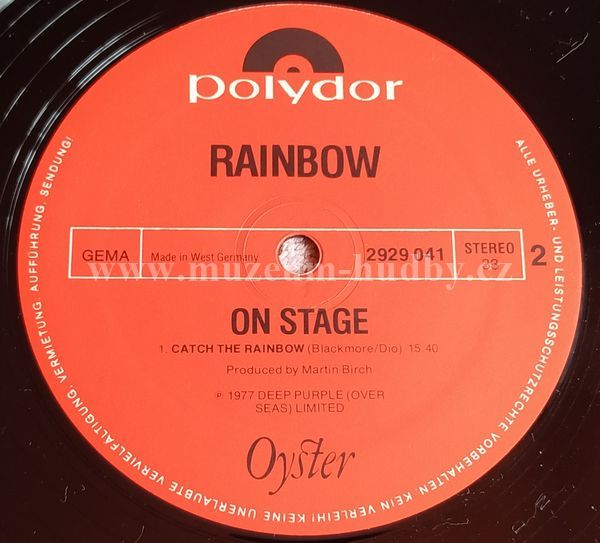 polydor
RAINBOW
GEMA
Made in West Germany
2929 041
STEREO
33
2
www.muzeum-hudby.cz
ON STAGE
1. CATCH THE RAINBOW (Blackmore/Dio) 15.40
Produced by Martin Birch
℗ 1977 DEEP PURPLE (OVER
SEAS) LIMITED
Oyster
ALLE URHEBER- UND LEISTUNGSSCHUTZRECHTE VORBEHALTEN KEIN VERLEIH! KEINE UNERLAUBTE VERVIELFÄLTIGUNG, VERMIETUNG, AUFFÜHRUNG, SENDUNG!